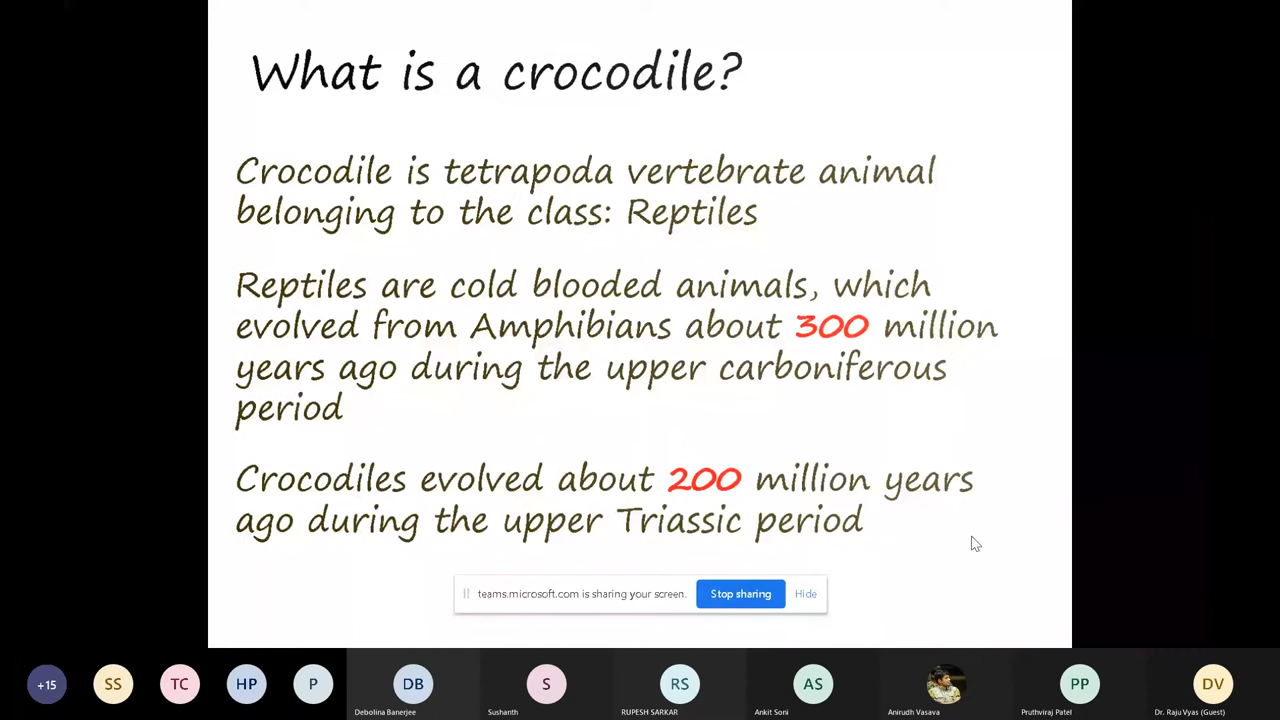 What is a crocodile?
Crocodile is tetrapoda vertebrate animal
belonging to the class: Reptiles
Reptiles are cold blooded animals, which
evolved from Amphibians about 300 million
years ago during the upper carboniferous
period
Crocodiles evolved about 200 million years
ago during the upper Triassic period
teams.microsoft.com is sharing your screen. Stop sharing Hide
+15 SS TC HP P DB S RS AS PP DV
Debolina Banerjee Sushanth RUPESH SARKAR Ankit Soni Anirudh Vasava Pruthviraj Patel Dr. Raju Vyas (Guest)